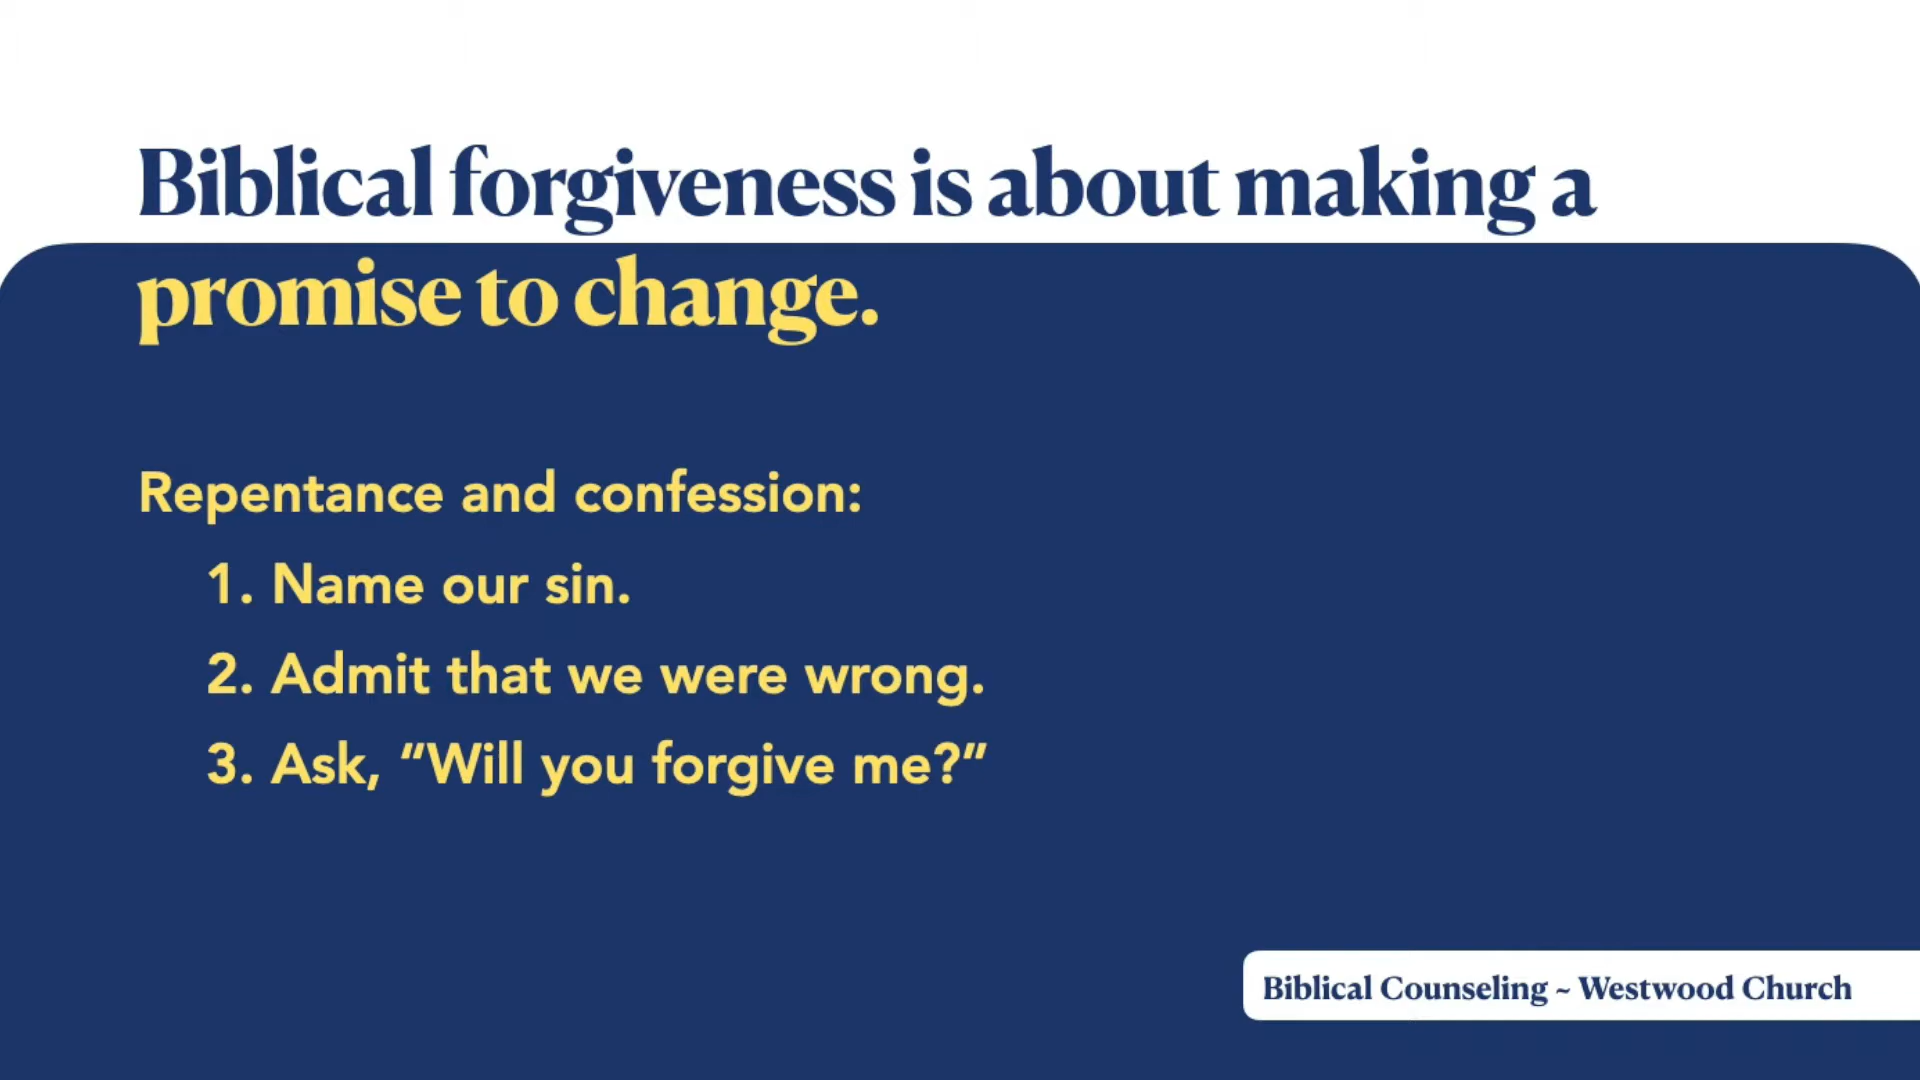 Biblical forgiveness is about making a
promise to change.
Repentance and confession:
1. Name our sin.
2. Admit that we were wrong.
3. Ask, “Will you forgive me?”
Biblical Counseling ~ Westwood Church